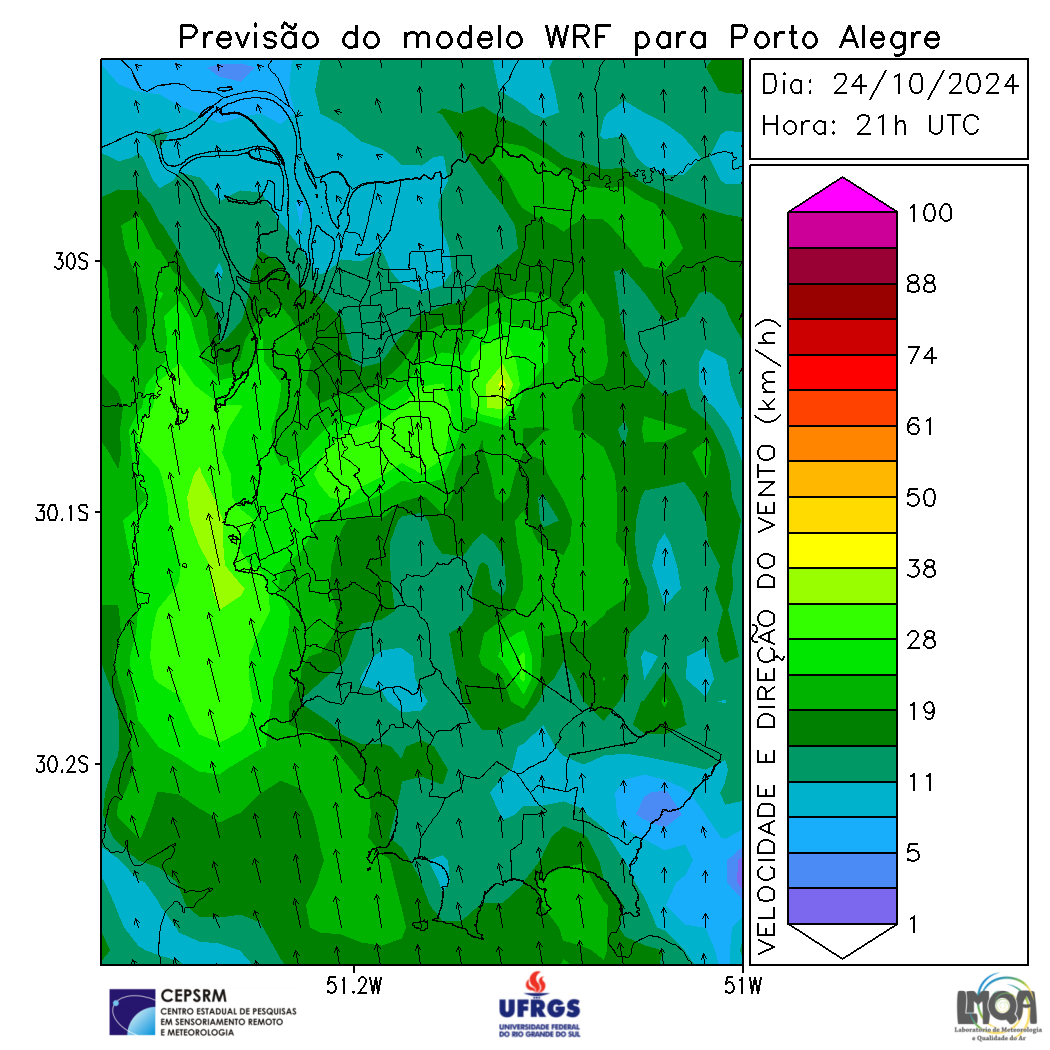 Previsão do modelo WRF para Porto Alegre
Dia: 24/10/2024
Hora: 21h UTC
30S
30.1S
30.2S
51.2W
51W
VELOCIDADE E DIREÇÃO DO VENTO (km/h)
100
88
74
61
50
38
28
19
11
5
1
CEPSRM
CENTRO ESTADUAL DE PESQUISAS
EM SENSORIAMENTO REMOTO
E METEOROLOGIA
UFRGS
UNIVERSIDADE FEDERAL
DO RIO GRANDE DO SUL
LMQA
Laboratório de Meteorologia
e Qualidade do Ar